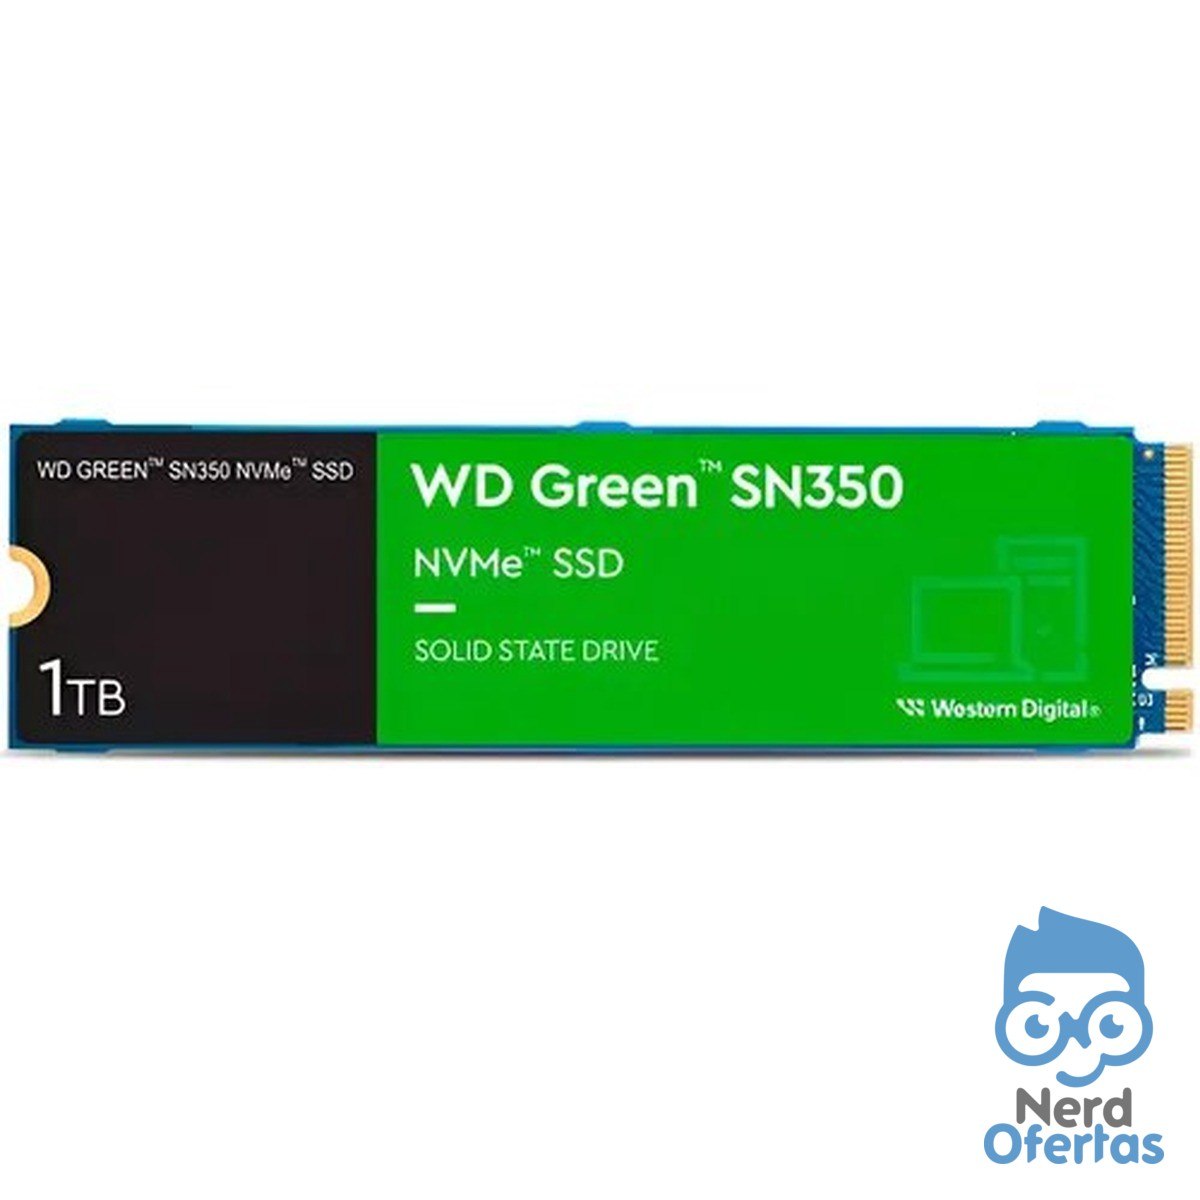 WD GREEN™ SN350 NVMe™ SSD
1TB
WD Green™ SN350
NVMe™ SSD
SOLID STATE DRIVE
Western Digital®
Nerd
Ofertas